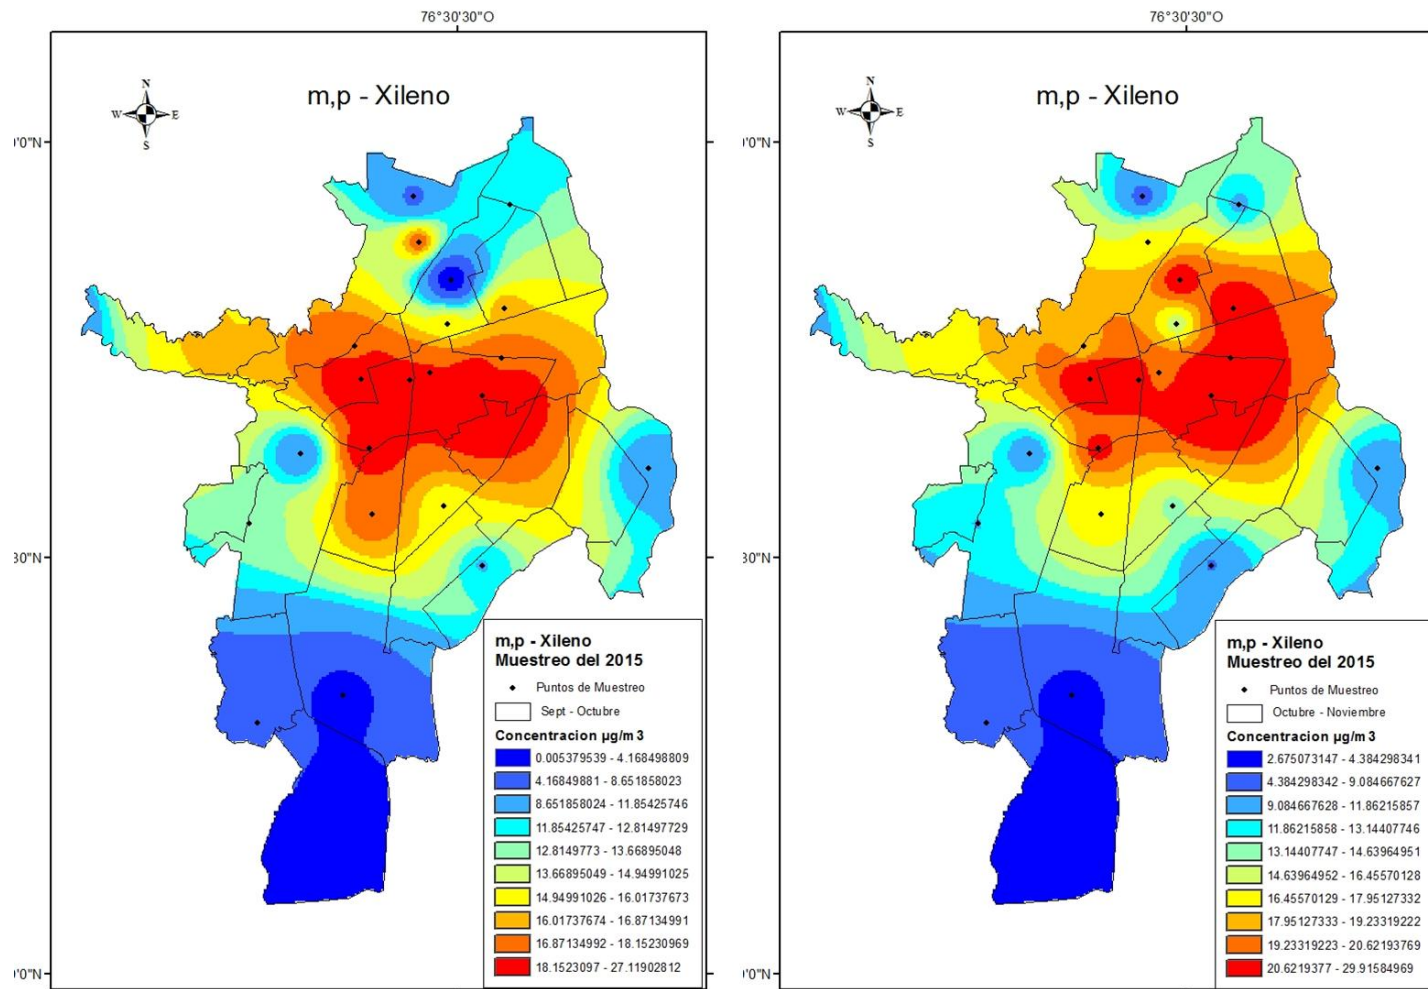 76°30'30"O
N
W E
S
m,p - Xileno
0'0"N
30"N
0'0"N
m,p - Xileno
Muestreo del 2015
Puntos de Muestreo
Sept - Octubre
Concentracion µg/m3
0.005379539 - 4.168498809
4.16849881 - 8.651858023
8.651858024 - 11.85425746
11.85425747 - 12.81497729
12.8149773 - 13.66895048
13.66895049 - 14.94991025
14.94991026 - 16.01737673
16.01737674 - 16.87134991
16.87134992 - 18.15230969
18.1523097 - 27.11902812
76°30'30"O
N
W E
S
m,p - Xileno
0'0"N
30"N
0'0"N
m,p - Xileno
Muestreo del 2015
Puntos de Muestreo
Octubre - Noviembre
Concentracion µg/m3
2.675073147 - 4.384298341
4.384298342 - 9.084667627
9.084667628 - 11.86215857
11.86215858 - 13.14407746
13.14407747 - 14.63964951
14.63964952 - 16.45570128
16.45570129 - 17.95127332
17.95127333 - 19.23319222
19.23319223 - 20.62193769
20.6219377 - 29.91584969